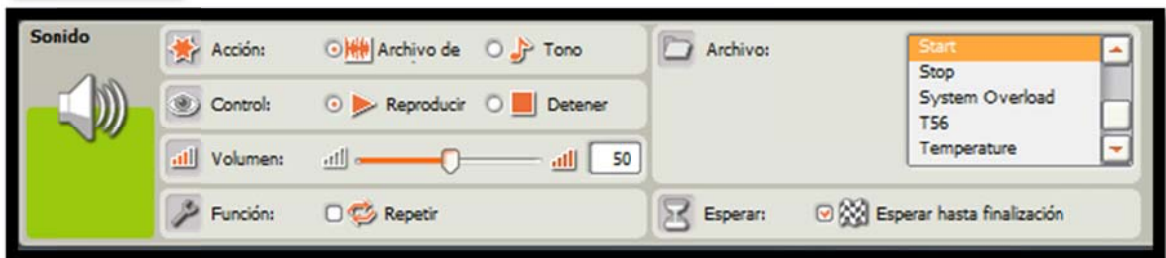 Sonido
Acción: Archivo de Tono
Control: Reproducir Detener
Volumen: 50
Función: Repetir
Archivo:
Start
Stop
System Overload
T56
Temperature
Esperar: Esperar hasta finalización